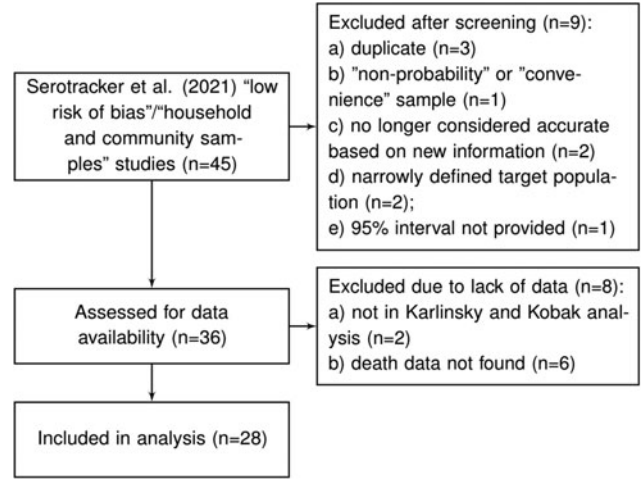 Serotracker et al. (2021) “low
risk of bias”/“household
and community sam-
ples” studies (n=45)
Excluded after screening (n=9):
a) duplicate (n=3)
b) ”non-probability” or ”conve-
nience” sample (n=1)
c) no longer considered accurate
based on new information (n=2)
d) narrowly defined target popula-
tion (n=2);
e) 95% interval not provided (n=1)
Assessed for data
availability (n=36)
Excluded due to lack of data (n=8):
a) not in Karlinsky and Kobak anal-
ysis (n=2)
b) death data not found (n=6)
Included in analysis (n=28)